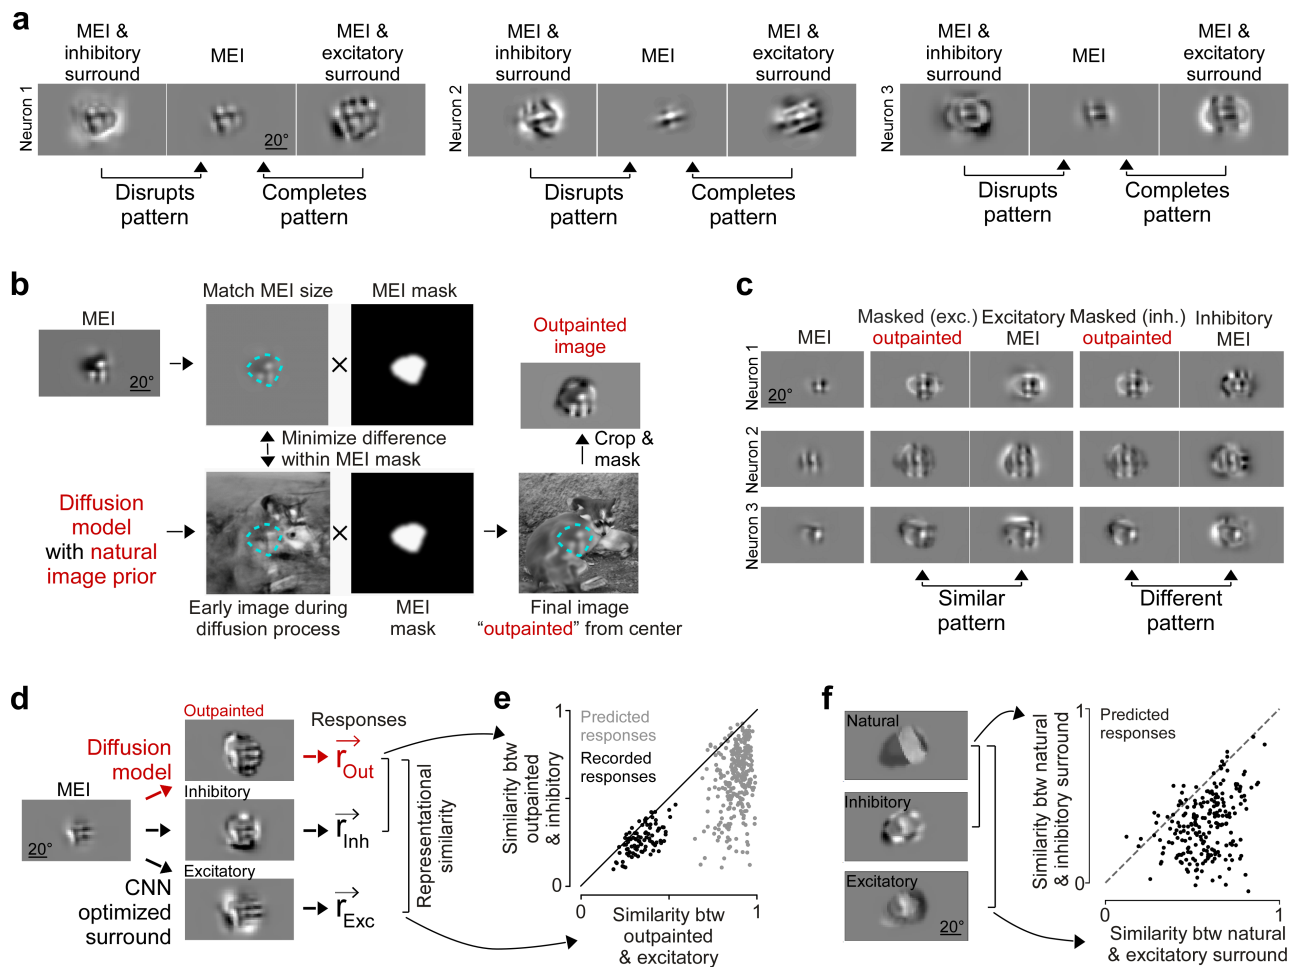 a
MEI &
inhibitory
surround
MEI
MEI &
excitatory
surround
Neuron 1
20°
Disrupts
pattern
Completes
pattern
MEI &
inhibitory
surround
MEI
MEI &
excitatory
surround
Neuron 2
Disrupts
pattern
Completes
pattern
MEI &
inhibitory
surround
MEI
MEI &
excitatory
surround
Neuron 3
Disrupts
pattern
Completes
pattern
b
MEI
20°
Match MEI size
×
MEI mask
Minimize difference
within MEI mask
Diffusion
model
with natural
image prior
×
Early image during
diffusion process
MEI
mask
Outpainted
image
Crop &
mask
Final image
“outpainted” from center
c
MEI
Masked (exc.)
outpainted
Excitatory
MEI
Masked (inh.)
outpainted
Inhibitory
MEI
Neuron 1
20°
Neuron 2
Neuron 3
Similar
pattern
Different
pattern
d
MEI
20°
Diffusion
model
CNN
optimized
surround
Outpainted
Inhibitory
Excitatory
Responses
rOut
rInh
rExc
Representational
similarity
e
Similarity btw
outpainted
& inhibitory
1
0
Predicted
responses
Recorded
responses
0
1
Similarity btw
outpainted
& excitatory
f
Natural
Inhibitory
Excitatory
20°
Similarity btw natural
& inhibitory surround
1
0
Predicted
responses
0
1
Similarity btw natural
& excitatory surround